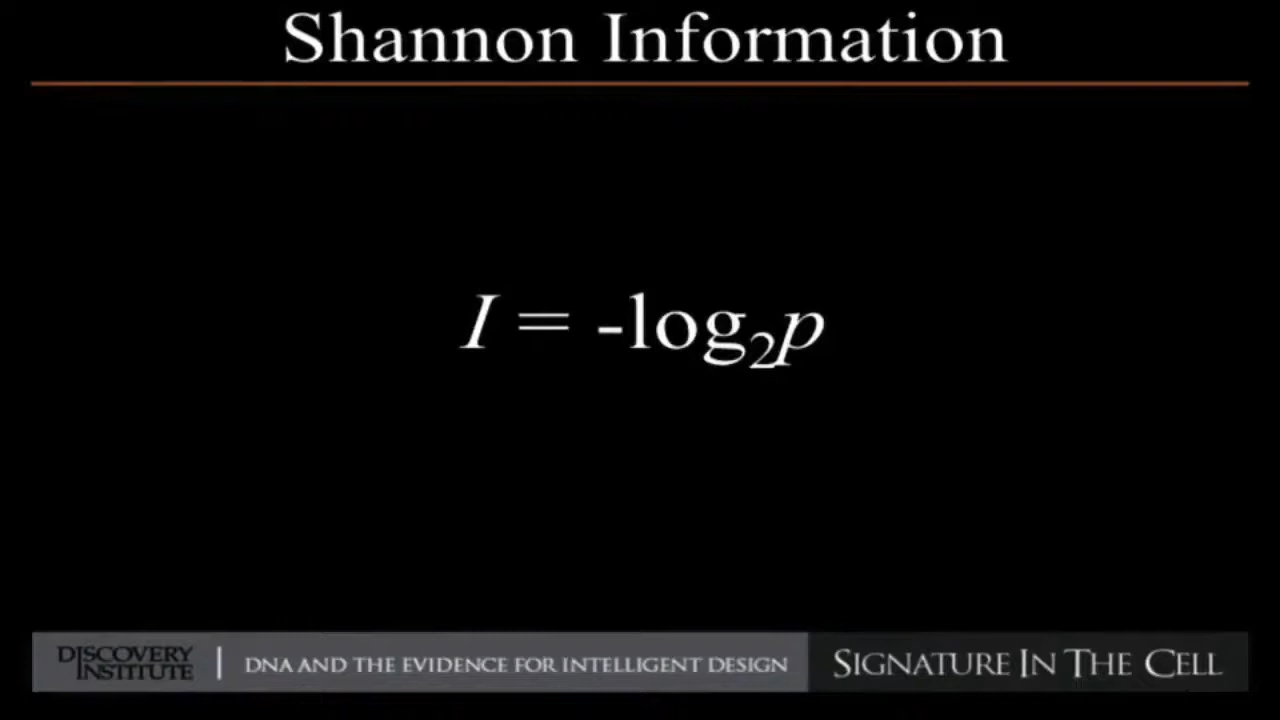 Shannon Information
I = -log₂p
DISCOVERY
INSTITUTE
DNA AND THE EVIDENCE FOR INTELLIGENT DESIGN
SIGNATURE IN THE CELL